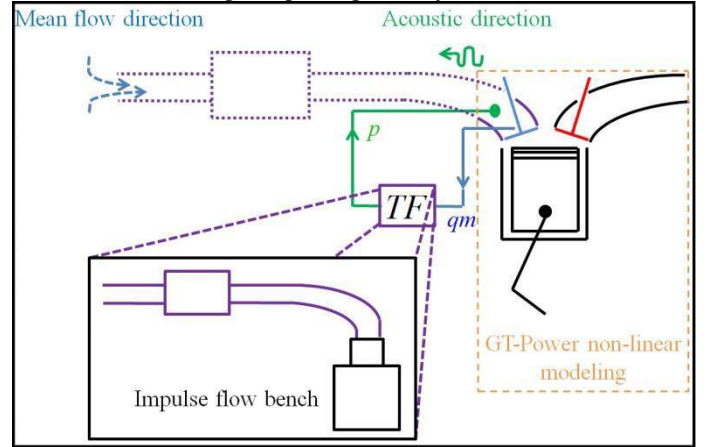 Mean flow direction
Acoustic direction
p
TF
qm
GT-Power non-linear
modeling
Impulse flow bench